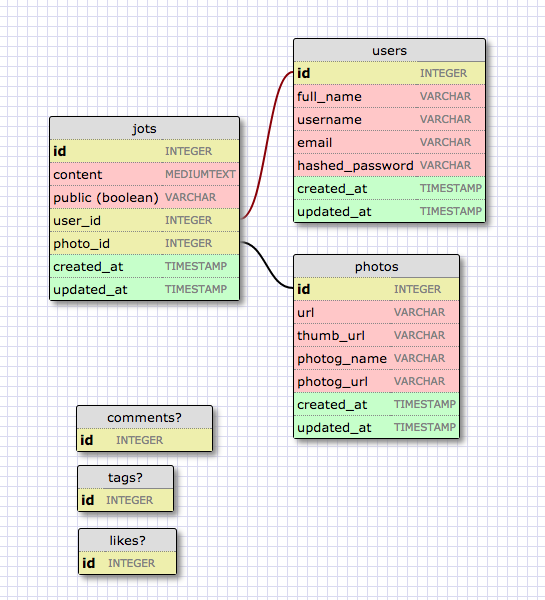 users
id INTEGER
full_name VARCHAR
username VARCHAR
email VARCHAR
hashed_password VARCHAR
created_at TIMESTAMP
updated_at TIMESTAMP
jots
id INTEGER
content MEDIUMTEXT
public (boolean) VARCHAR
user_id INTEGER
photo_id INTEGER
created_at TIMESTAMP
updated_at TIMESTAMP
photos
id INTEGER
url VARCHAR
thumb_url VARCHAR
photog_name VARCHAR
photog_url VARCHAR
created_at TIMESTAMP
updated_at TIMESTAMP
comments?
id INTEGER
tags?
id INTEGER
likes?
id INTEGER